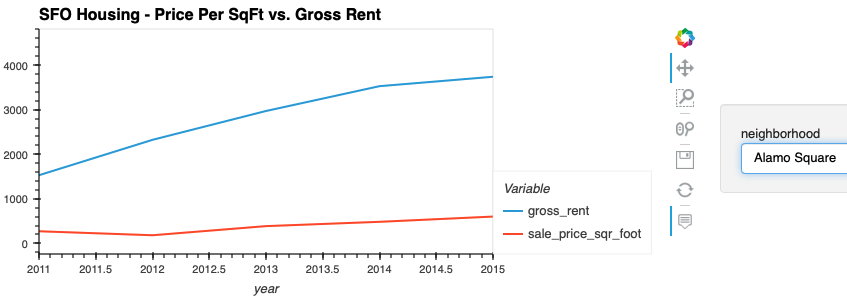 SFO Housing - Price Per SqFt vs. Gross Rent
4000
3000
2000
1000
0
2011 2011.5 2012 2012.5 2013 2013.5 2014 2014.5 2015
year
Variable
gross_rent
sale_price_sqr_foot
neighborhood
Alamo Square